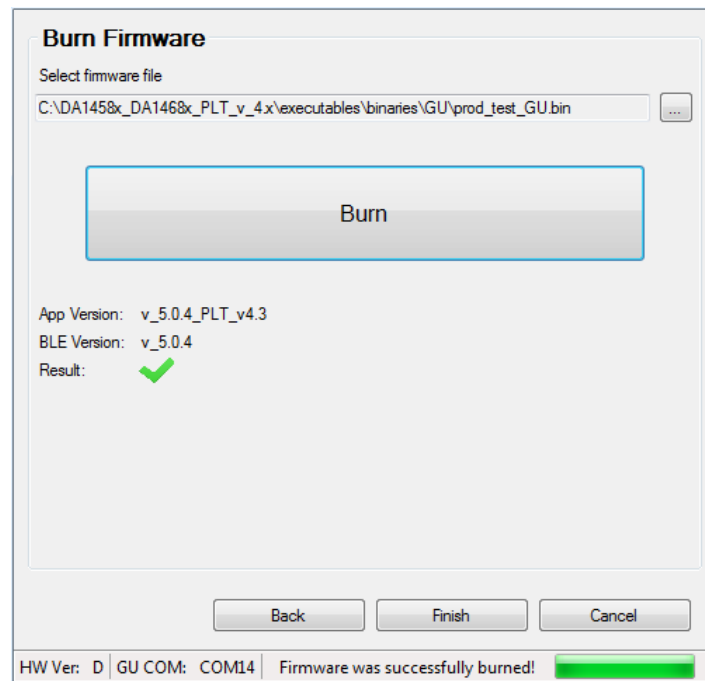 Burn Firmware
Select firmware file
C:\DA1458x_DA1468x_PLT_v_4.x\executables\binaries\GU\prod_test_GU.bin
...
Burn
App Version: v_5.0.4_PLT_v4.3
BLE Version: v_5.0.4
Result:
Back Finish Cancel
HW Ver: D GU COM: COM14 Firmware was successfully burned!